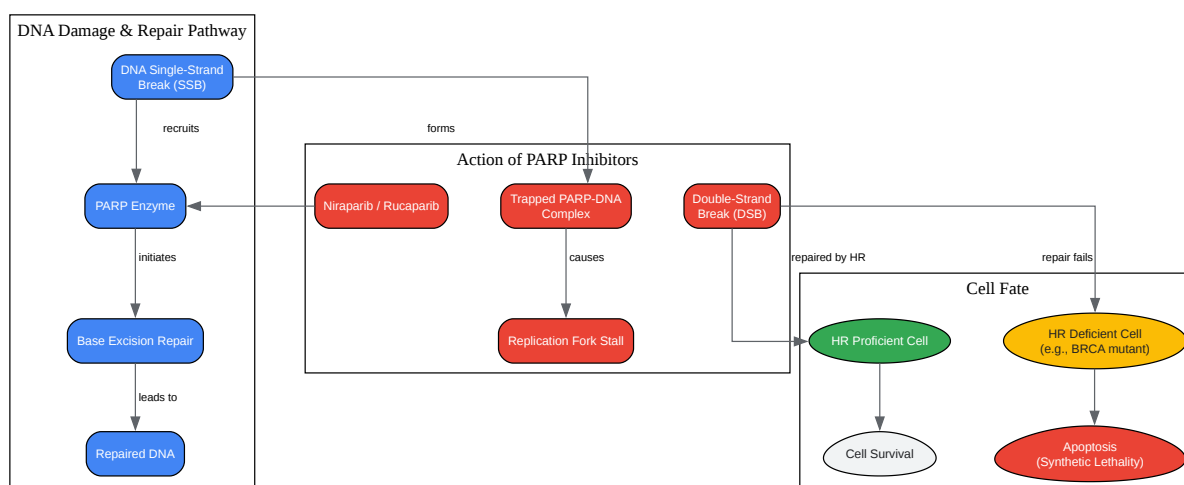 DNA Damage & Repair Pathway
DNA Single-Strand
Break (SSB)
recruits
PARP Enzyme
initiates
Base Excision Repair
leads to
Repaired DNA
forms
Action of PARP Inhibitors
Niraparib / Rucaparib
Trapped PARP-DNA
Complex
causes
Replication Fork Stall
Double-Strand
Break (DSB)
repaired by HR
repair fails
Cell Fate
HR Proficient Cell
HR Deficient Cell
(e.g., BRCA mutant)
Cell Survival
Apoptosis
(Synthetic Lethality)